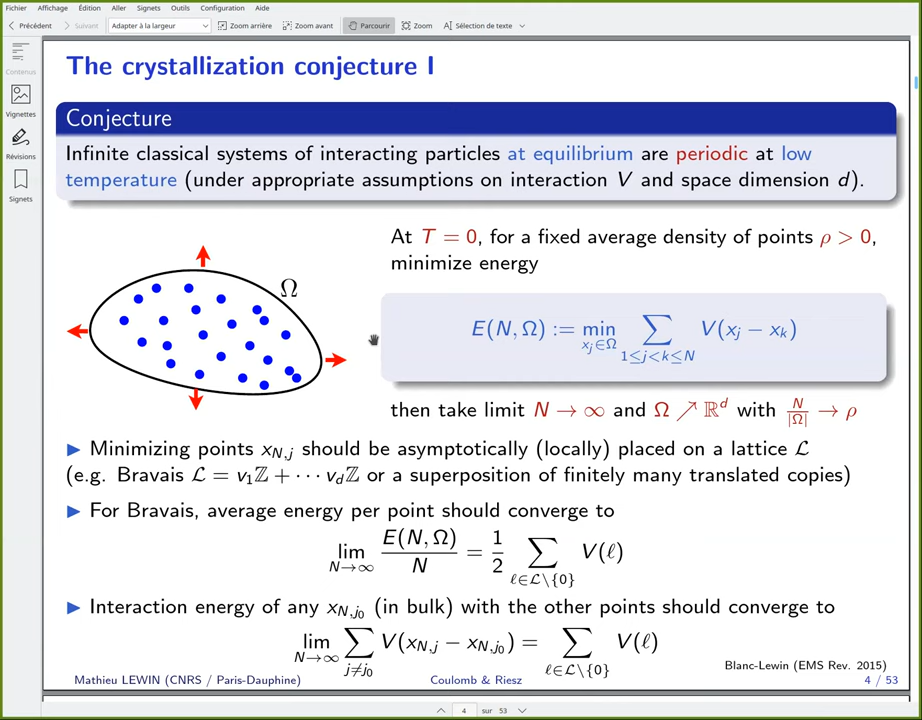 Fichier Affichage Édition Aller Signets Outils Configuration Aide
Précédent Suivant Adapter à la largeur Zoom arrière Zoom avant Parcourir Zoom Sélection de texte
Contenus
Vignettes
Révisions
Signets
The crystallization conjecture I
Conjecture
Infinite classical systems of interacting particles at equilibrium are periodic at low
temperature (under appropriate assumptions on interaction V and space dimension d).
Ω
At T = 0, for a fixed average density of points ρ > 0,
minimize energy
E(N, Ω) := min_{x_j∈Ω} ∑_{1≤j<k≤N} V(x_j − x_k)
then take limit N → ∞ and Ω ↗ ℝ^d with N/|Ω| → ρ
▶ Minimizing points x_{N,j} should be asymptotically (locally) placed on a lattice ℒ
(e.g. Bravais ℒ = v_1ℤ + ··· v_dℤ or a superposition of finitely many translated copies)
▶ For Bravais, average energy per point should converge to
lim_{N→∞} E(N, Ω)/N = 1/2 ∑_{ℓ∈ℒ\{0}} V(ℓ)
▶ Interaction energy of any x_{N,j_0} (in bulk) with the other points should converge to
lim_{N→∞} ∑_{j≠j_0} V(x_{N,j} − x_{N,j_0}) = ∑_{ℓ∈ℒ\{0}} V(ℓ)
Blanc-Lewin (EMS Rev. 2015)
Mathieu LEWIN (CNRS / Paris-Dauphine) Coulomb & Riesz 4 / 53
4 sur 53